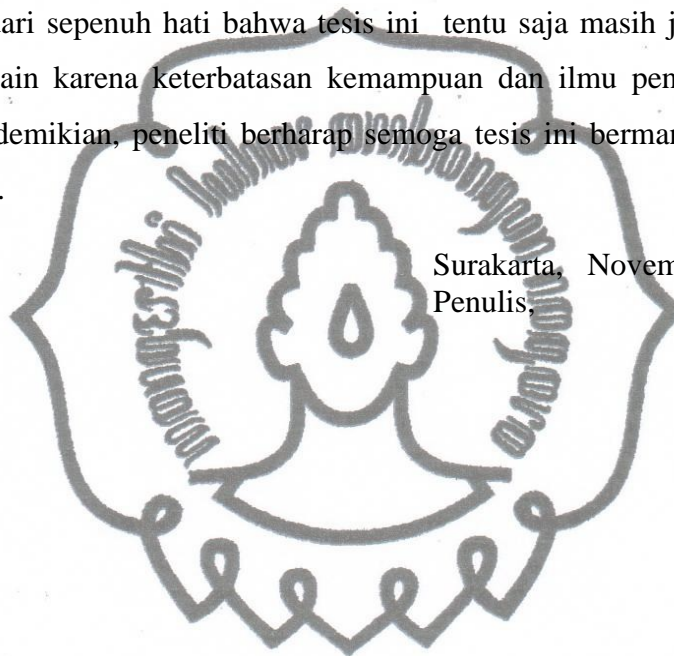 dari sepenuh hati bahwa tesis ini tentu saja masih j
ain karena keterbatasan kemampuan dan ilmu pen
demikian, peneliti berharap semoga tesis ini berman
.
Surakarta, Novem
Penulis,